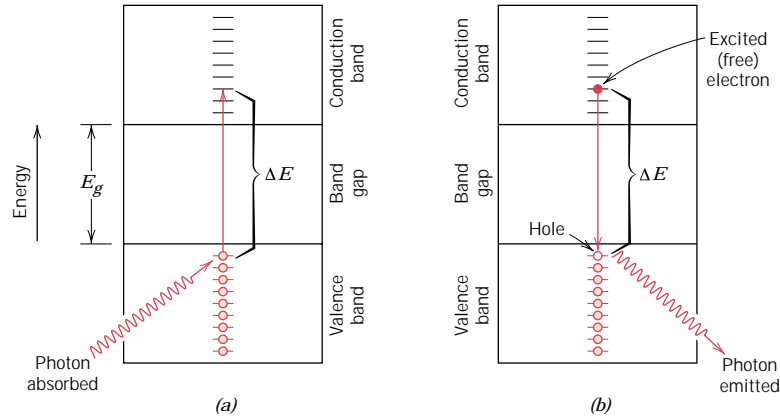 Energy
E_g
Conduction
band
Band
gap
Valence
band
ΔE
Photon
absorbed
(a)
Conduction
band
Band
gap
Valence
band
Excited
(free)
electron
ΔE
Hole
Photon
emitted
(b)